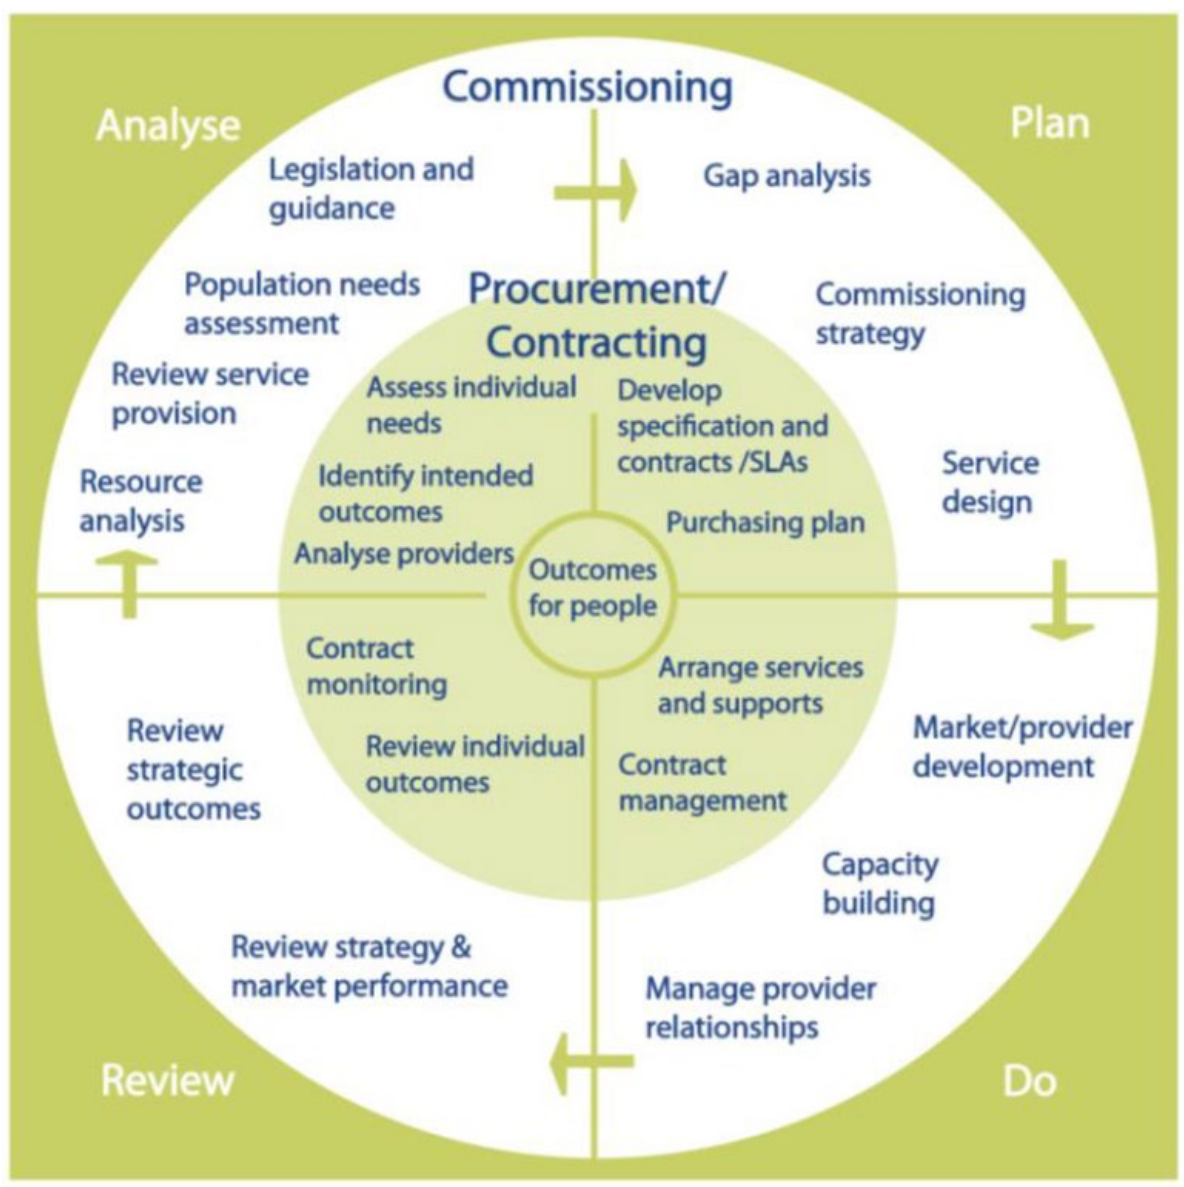 Commissioning
Analyse
Plan
Legislation and
guidance
Gap analysis
Population needs
assessment
Procurement/
Contracting
Commissioning
strategy
Review service
provision
Assess individual
needs
Develop
specification and
contracts /SLAs
Resource
analysis
Identify intended
outcomes
Service
design
Purchasing plan
Analyse providers
Outcomes
for people
Contract
monitoring
Arrange services
and supports
Review
strategic
outcomes
Review individual
outcomes
Contract
management
Market/provider
development
Capacity
building
Review strategy &
market performance
Manage provider
relationships
Review
Do